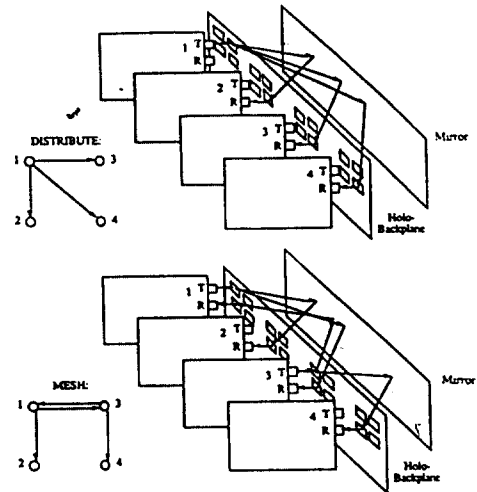 1 T
R
2 T
R
3 T
R
4 T
R
Mirror
Holo-
Backplane
DISTRIBUTE:
1 3
2 4
1 T
R
2 T
R
3 T
R
4 T
R
Mirror
Holo-
Backplane
MESH:
1 3
2 4